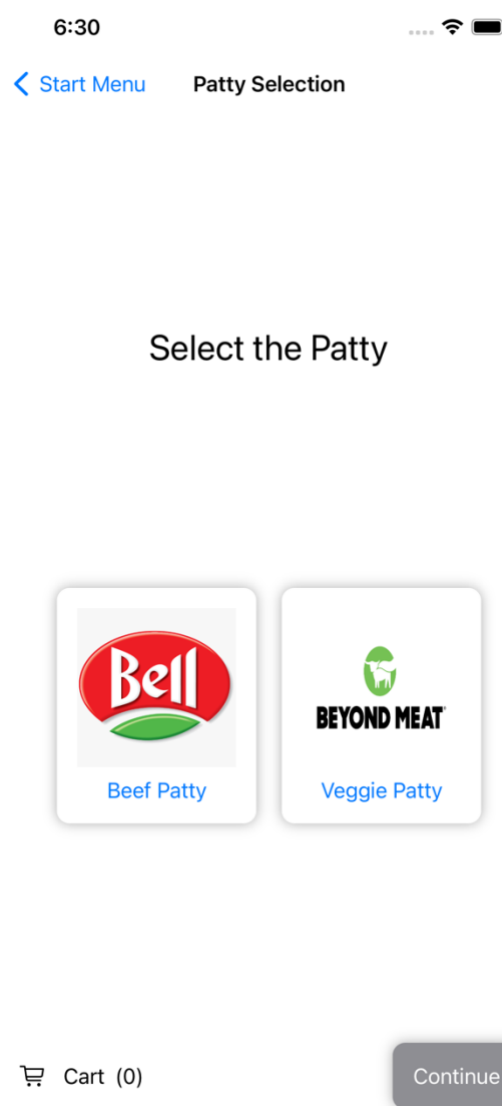 6:30
Start Menu
Patty Selection
Select the Patty
Bell
BEYOND MEAT
Beef Patty
Veggie Patty
Cart (0)
Continue